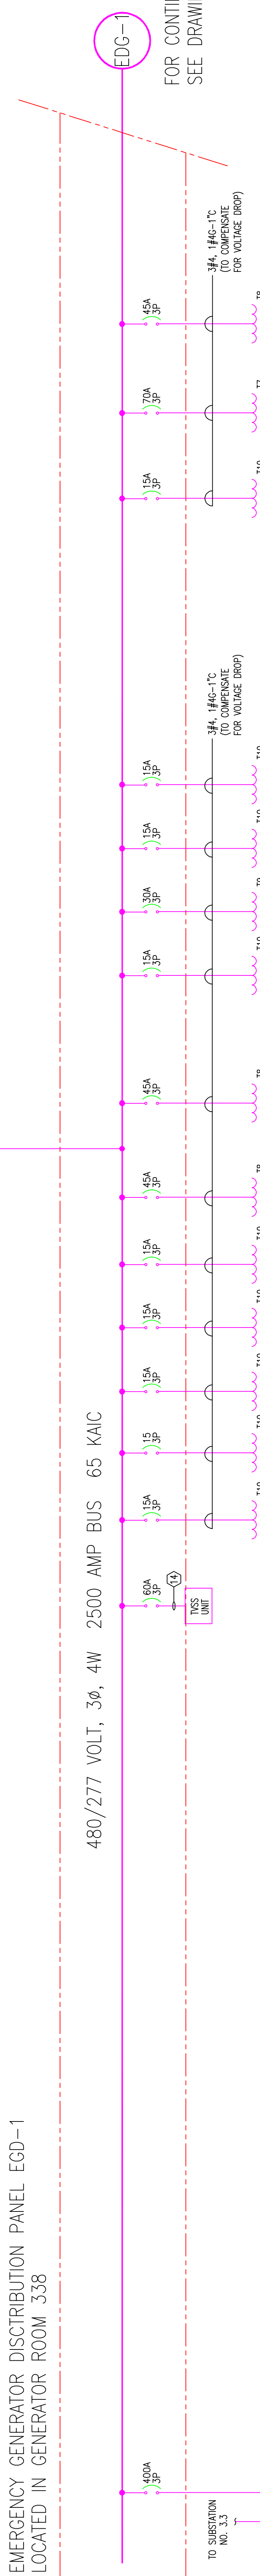 EMERGENCY GENERATOR DISCTRIBUTION PANEL EGD-1
LOCATED IN GENERATOR ROOM 338
480/277 VOLT, 3ø, 4W 2500 AMP BUS 65 KAIC
EDG-1
FOR CONTI
SEE DRAWI
400A
3P
TO SUBSTATION
NO. 3.3
60A
3P
14
TVSS
UNIT
15A
3P
15
3P
15A
3P
15A
3P
15A
3P
45A
3P
45A
3P
15A
3P
30A
3P
15A
3P
15A
3P
3#4, 1#4G-1"C
(TO COMPENSATE
FOR VOLTAGE DROP)
15A
3P
70A
3P
45A
3P
3#4, 1#4G-1"C
(TO COMPENSATE
FOR VOLTAGE DROP)